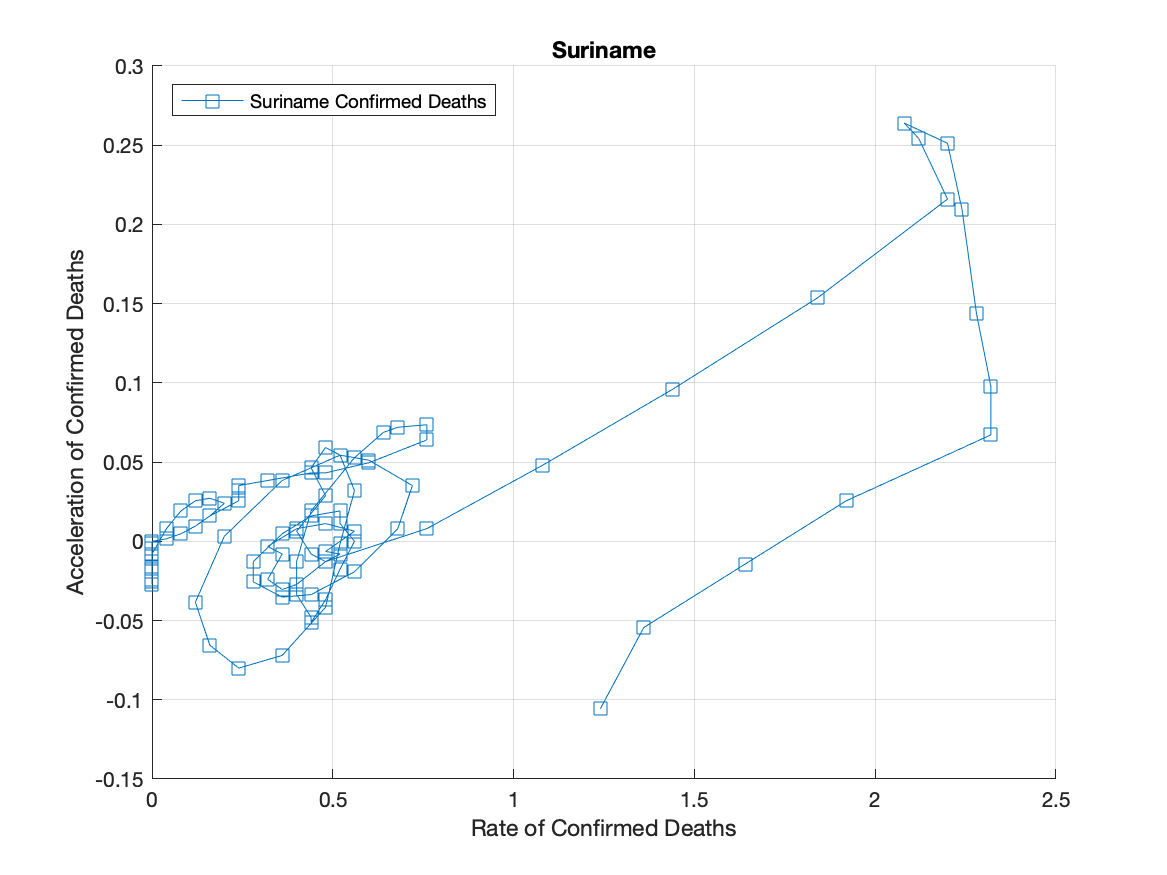 Suriname
Suriname Confirmed Deaths
0.3
0.25
0.2
0.15
0.1
0.05
0
-0.05
-0.1
-0.15
Acceleration of Confirmed Deaths
0 0.5 1 1.5 2 2.5
Rate of Confirmed Deaths